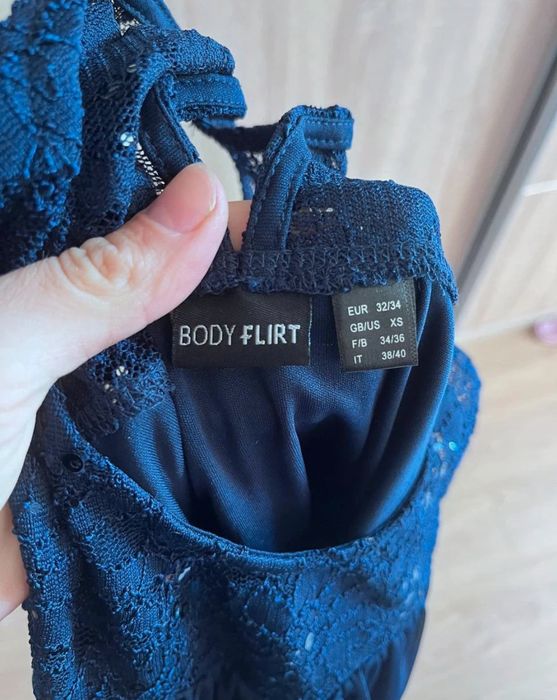 BODY FLIRT
EUR 32/34
GB/US XS
F/B 34/36
IT 38/40